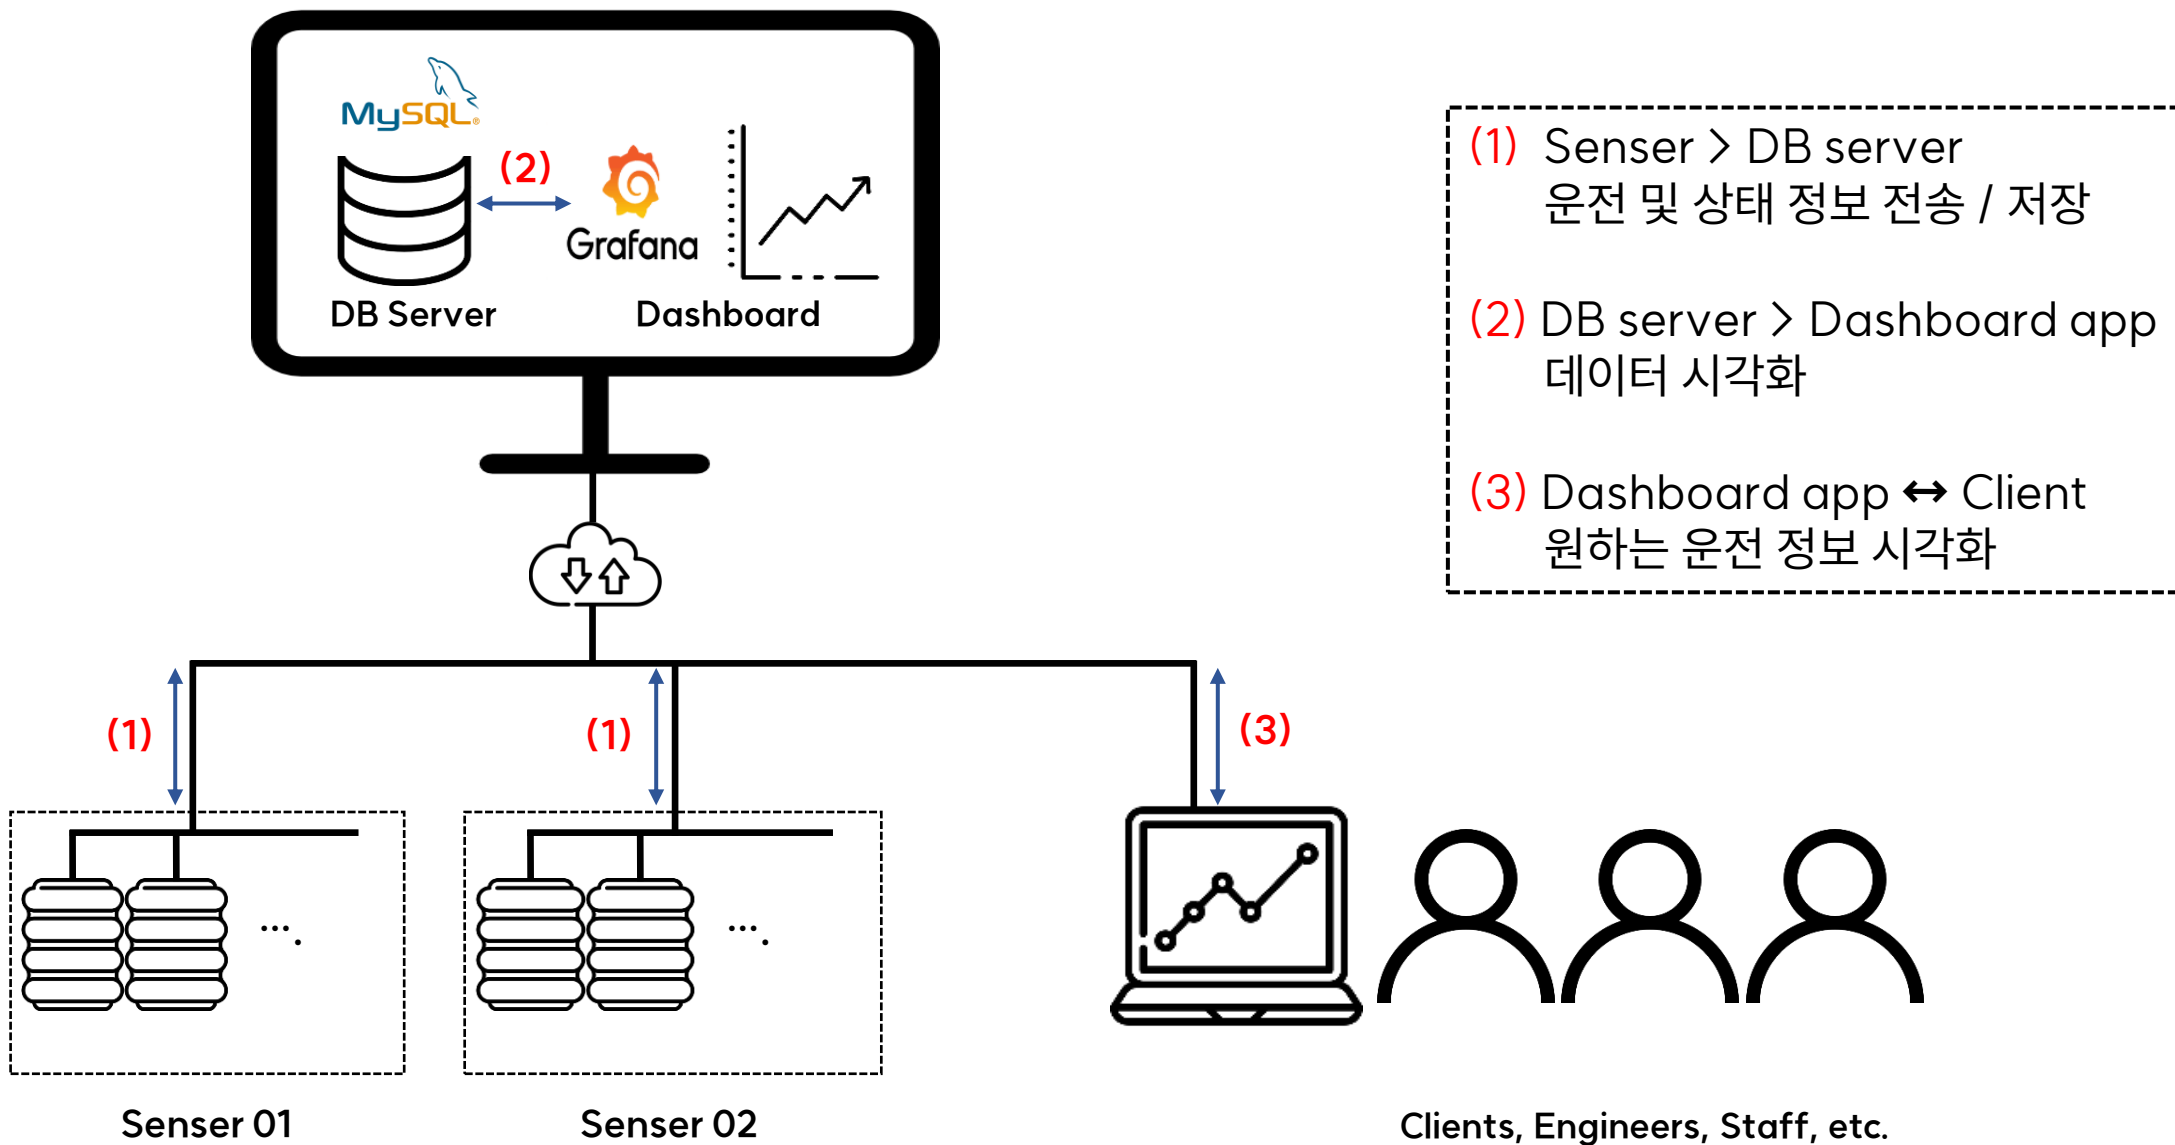 MySQL®
(2)
Grafana
DB Server
Dashboard
(1) Senser > DB server
운전 및 상태 정보 전송 / 저장
(2) DB server > Dashboard app
데이터 시각화
(3) Dashboard app ↔ Client
원하는 운전 정보 시각화
(1)
(1)
(3)
....
....
Senser 01
Senser 02
Clients, Engineers, Staff, etc.